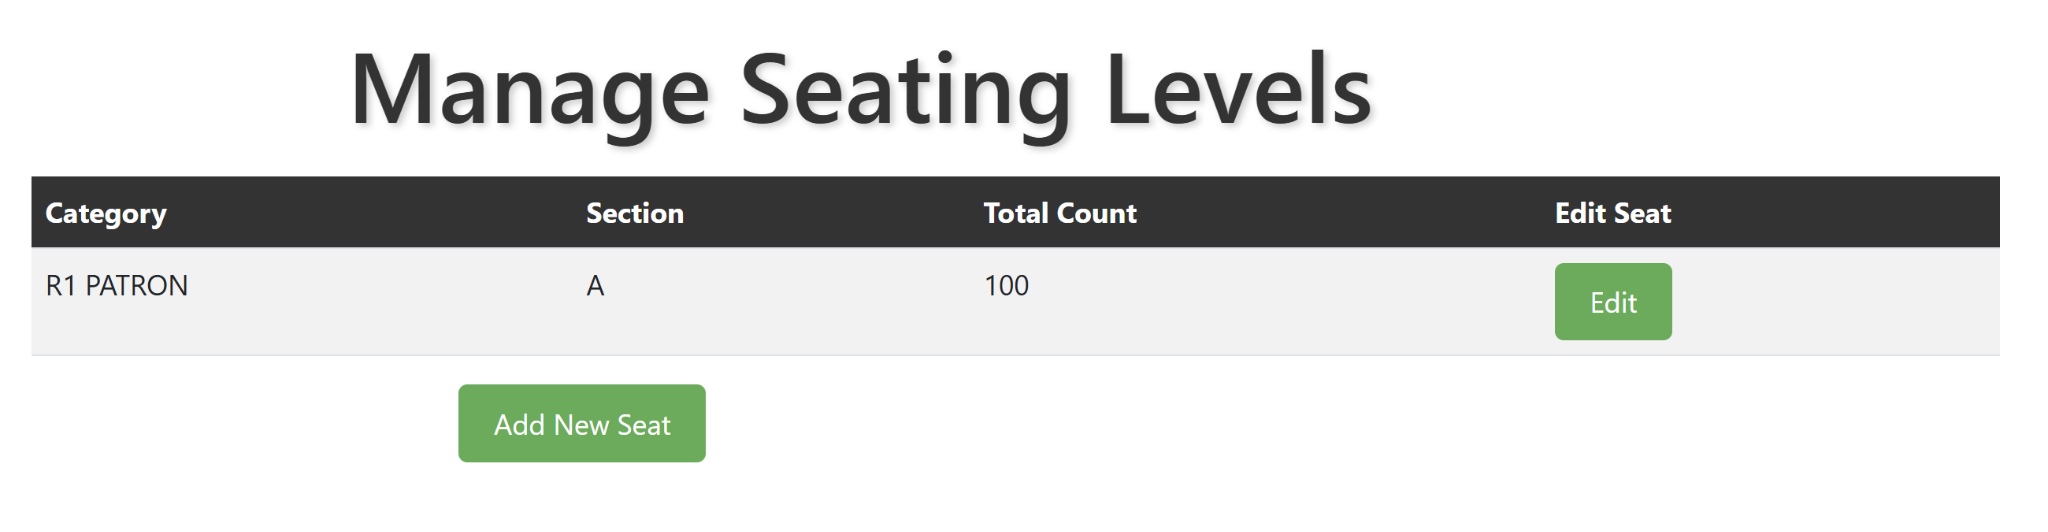 Manage Seating Levels
Category Section Total Count Edit Seat
R1 PATRON A 100 Edit
Add New Seat